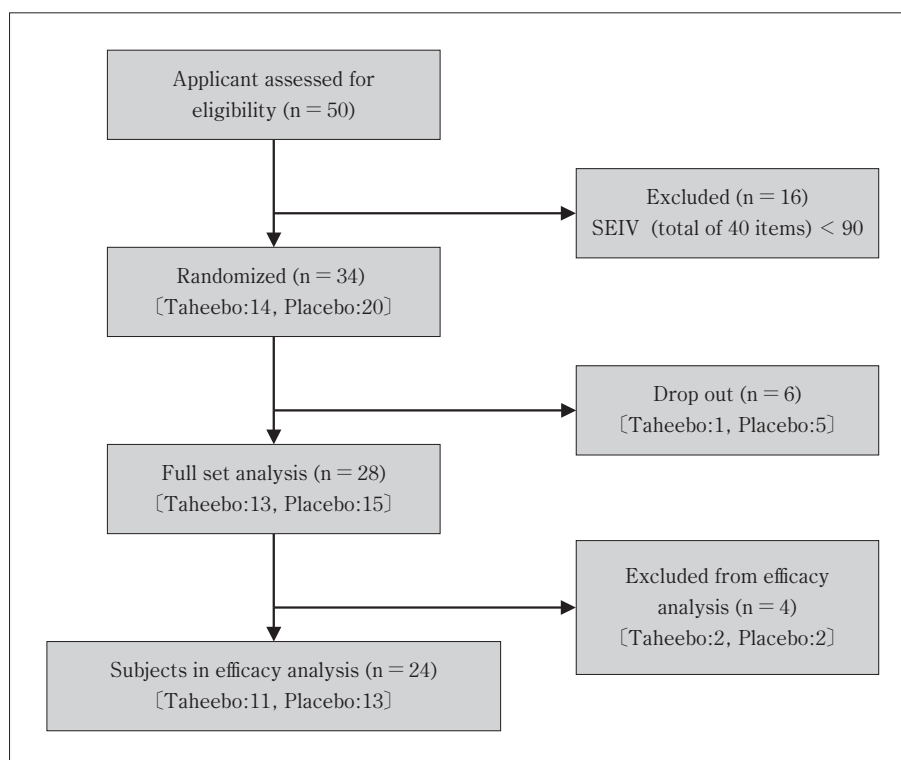 Applicant assessed for
eligibility (n = 50)
Excluded (n = 16)
SEIV (total of 40 items) < 90
Randomized (n = 34)
〔Taheebo:14, Placebo:20〕
Drop out (n = 6)
〔Taheebo:1, Placebo:5〕
Full set analysis (n = 28)
〔Taheebo:13, Placebo:15〕
Excluded from efficacy
analysis (n = 4)
〔Taheebo:2, Placebo:2〕
Subjects in efficacy analysis (n = 24)
〔Taheebo:11, Placebo:13〕